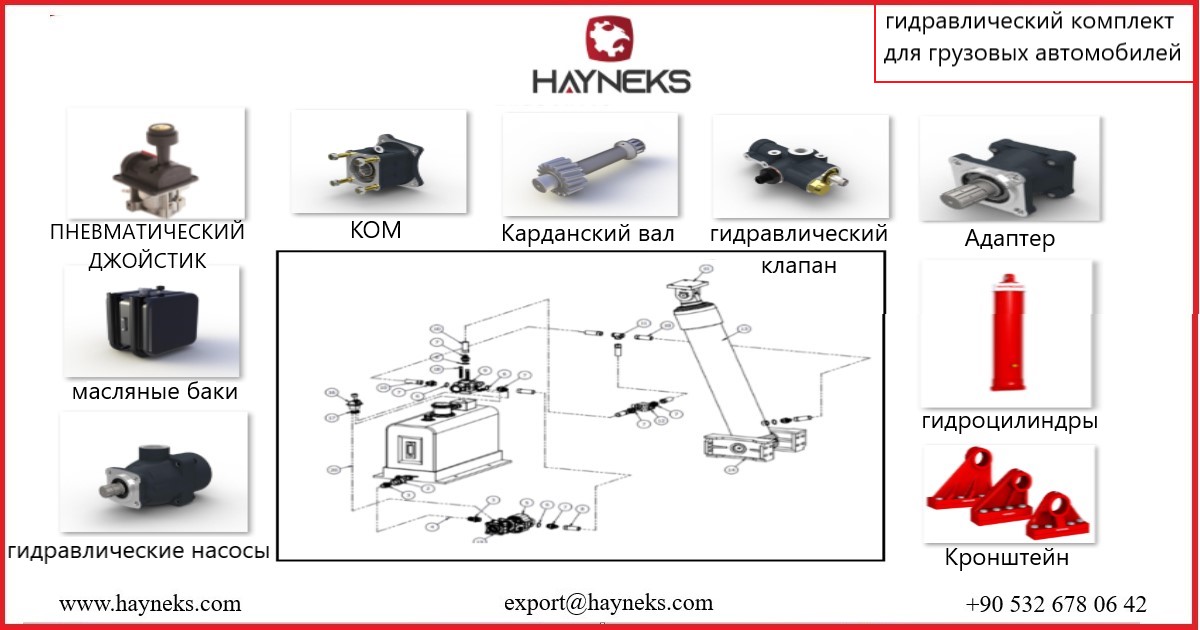 HAYNEKS
гидравлический комплект
для грузовых автомобилей
ПНЕВМАТИЧЕСКИЙ
ДЖОЙСТИК
КОМ
Карданский вал
гидравлический
клапан
Адаптер
масляные баки
гидроцилиндры
гидравлические насосы
Кронштейн
www.hayneks.com
export@hayneks.com
+90 532 678 06 42